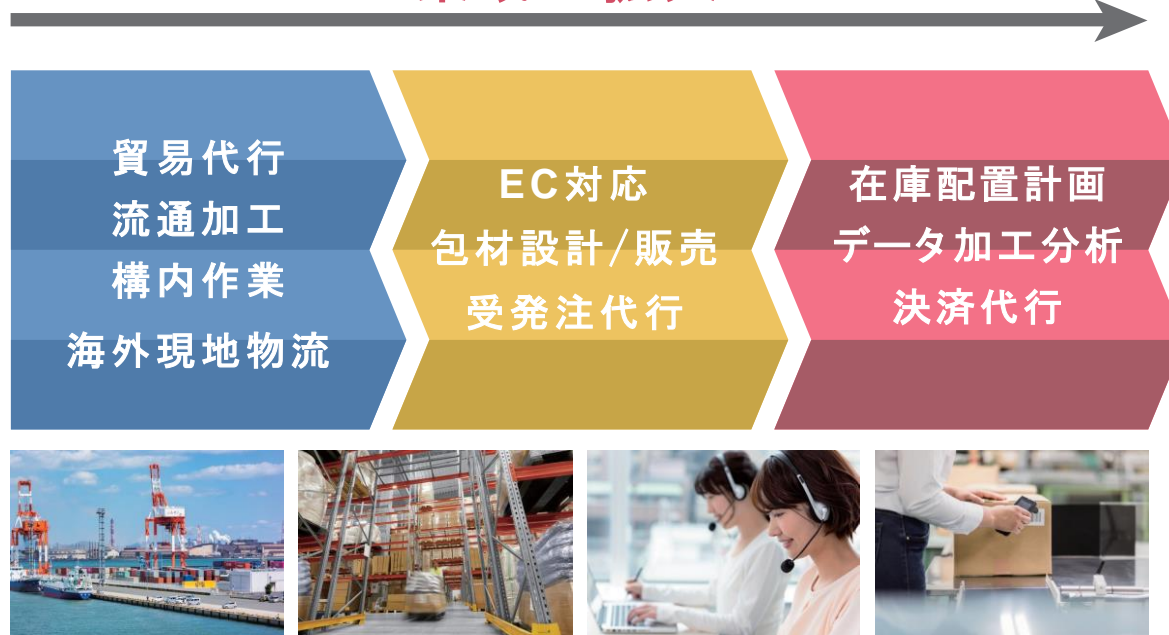 貿易代行
流通加工
構内作業
海外現地物流
EC対応
包材設計/販売
受発注代行
在庫配置計画
データ加工分析
決済代行